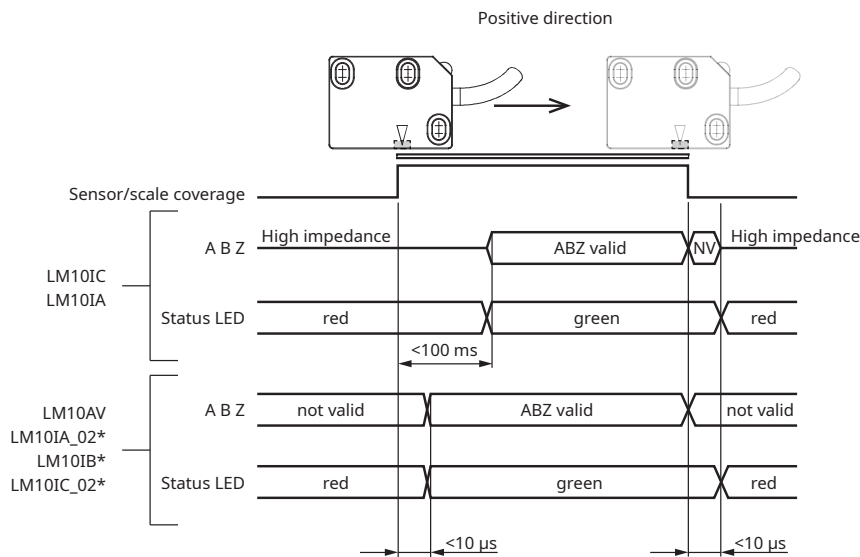 Positive direction
Sensor/scale coverage
High impedance
A B Z
ABZ valid
NV
High impedance
LM10IC
LM10IA
Status LED
red
green
red
<100 ms
LM10AV
LM10IA_02*
LM10IB*
LM10IC_02*
A B Z
not valid
ABZ valid
not valid
Status LED
red
green
red
<10 µs
<10 µs